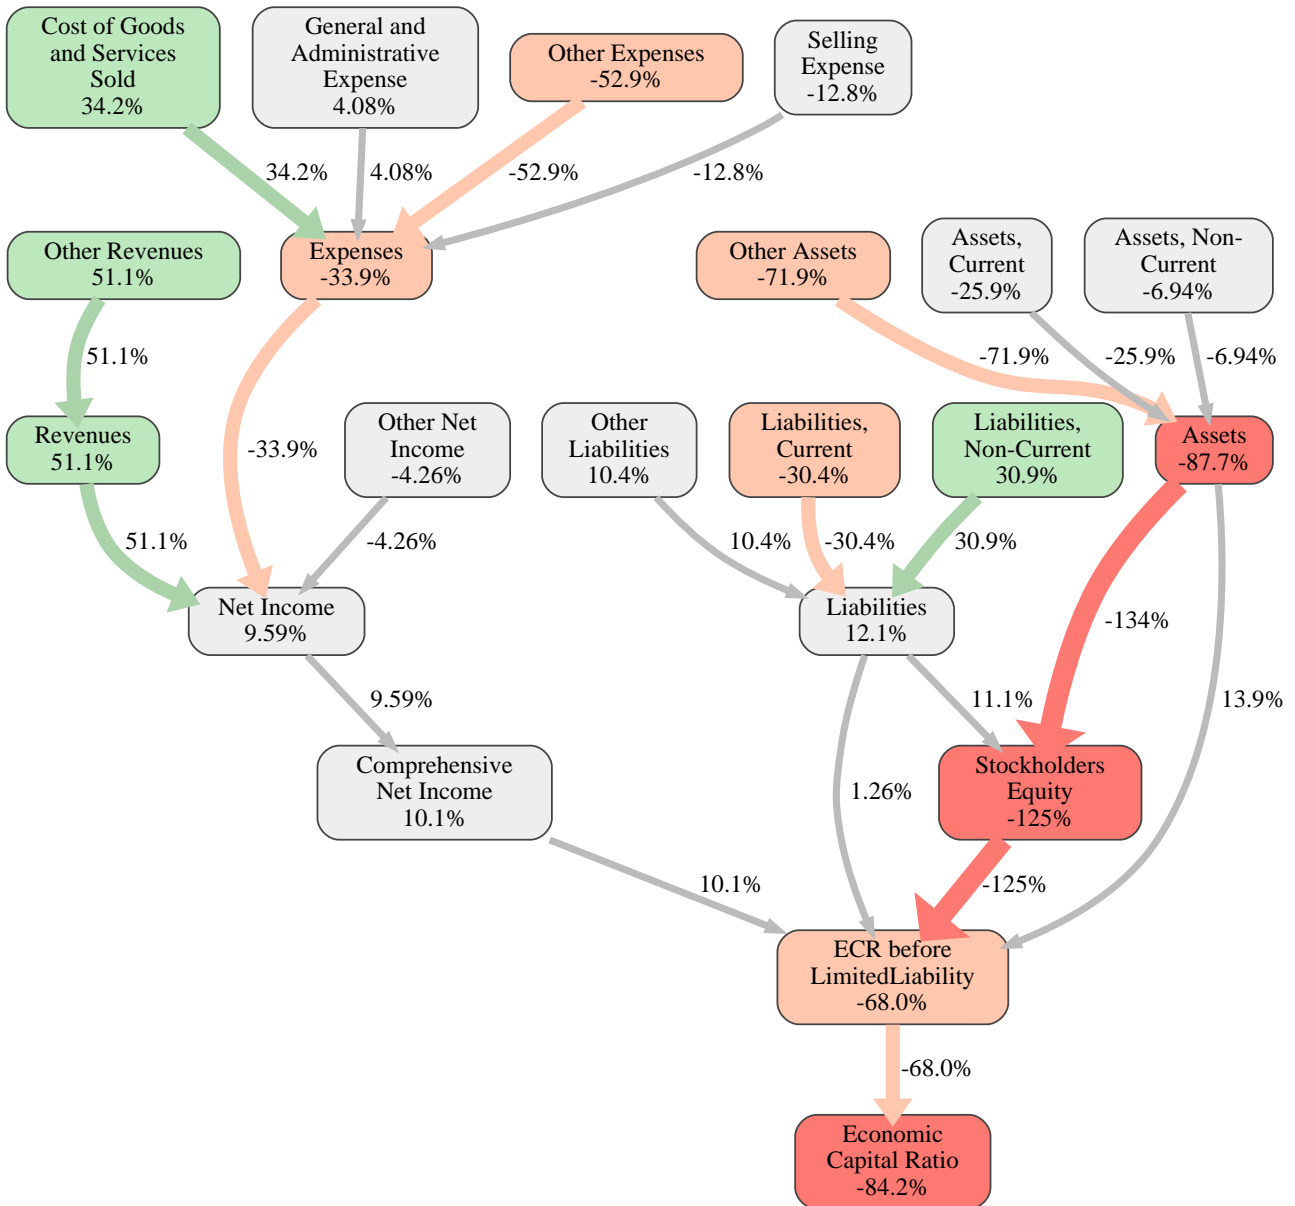 Cost of Goods
and Services
Sold
34.2%
General and
Administrative
Expense
4.08%
Other Expenses
-52.9%
Selling
Expense
-12.8%
34.2%
4.08%
-52.9%
-12.8%
Other Revenues
51.1%
Expenses
-33.9%
Other Assets
-71.9%
Assets,
Current
-25.9%
Assets, Non-
Current
-6.94%
51.1%
-71.9%
-25.9%
-6.94%
Revenues
51.1%
-33.9%
Other Net
Income
-4.26%
Other
Liabilities
10.4%
Liabilities,
Current
-30.4%
Liabilities,
Non-Current
30.9%
Assets
-87.7%
51.1%
-4.26%
10.4%
-30.4%
30.9%
Net Income
9.59%
Liabilities
12.1%
-134%
9.59%
11.1%
13.9%
Comprehensive
Net Income
10.1%
1.26%
Stockholders
Equity
-125%
10.1%
-125%
ECR before
LimitedLiability
-68.0%
-68.0%
Economic
Capital Ratio
-84.2%